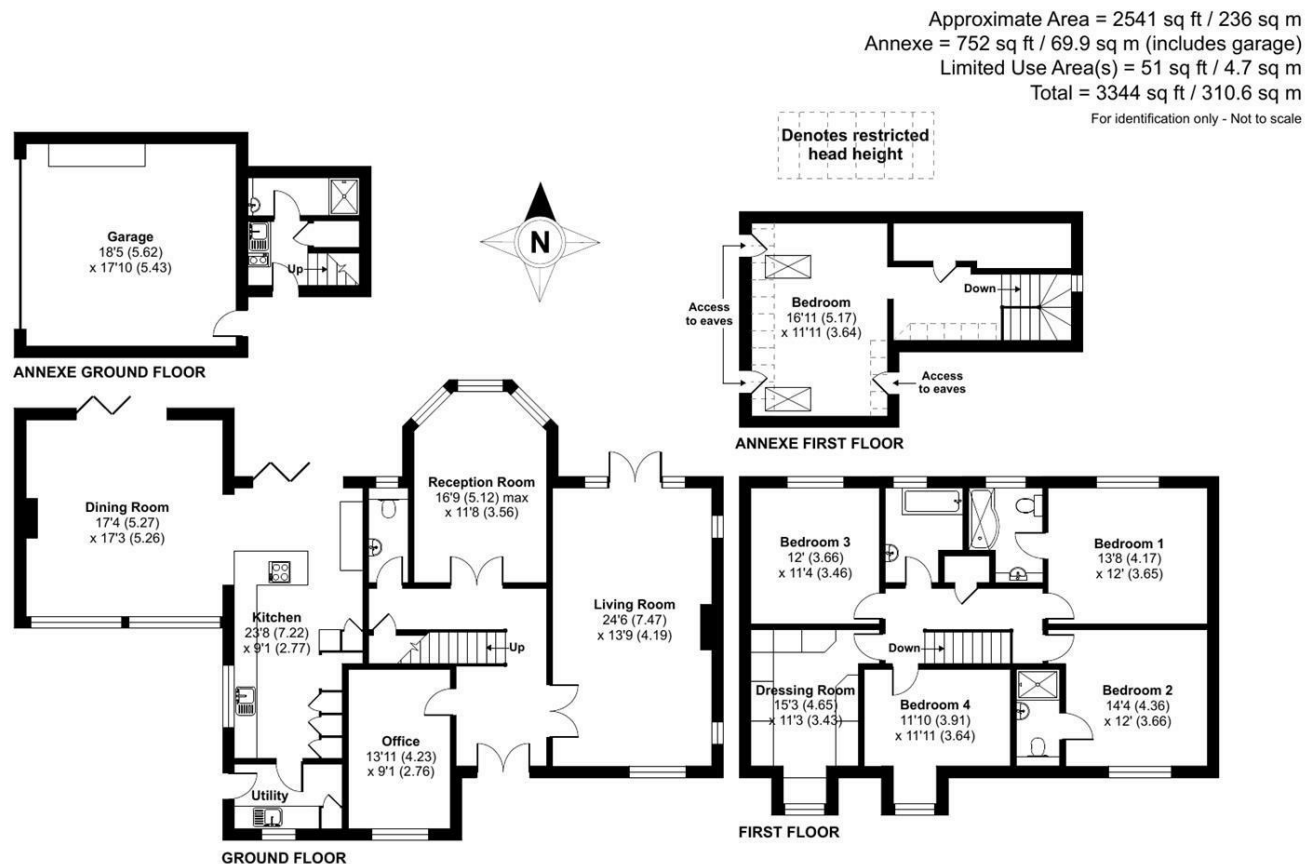 Approximate Area = 2541 sq ft / 236 sq m
Annexe = 752 sq ft / 69.9 sq m (includes garage)
Limited Use Area(s) = 51 sq ft / 4.7 sq m
Total = 3344 sq ft / 310.6 sq m
For identification only - Not to scale
Denotes restricted
head height
Garage
18'5 (5.62)
x 17'10 (5.43)
Up
ANNEXE GROUND FLOOR
N
Access
to eaves
Bedroom
16'11 (5.17)
x 11'11 (3.64)
Down
Access
to eaves
ANNEXE FIRST FLOOR
Dining Room
17'4 (5.27)
x 17'3 (5.26)
Reception Room
16'9 (5.12) max
x 11'8 (3.56)
Kitchen
23'8 (7.22)
x 9'1 (2.77)
Living Room
24'6 (7.47)
x 13'9 (4.19)
Up
Office
13'11 (4.23)
x 9'1 (2.76)
Utility
GROUND FLOOR
Bedroom 3
12' (3.66)
x 11'4 (3.46)
Bedroom 1
13'8 (4.17)
x 12' (3.65)
Down
Dressing Room
15'3 (4.65)
x 11'3 (3.43)
Bedroom 4
11'10 (3.91)
x 11'11 (3.64)
Bedroom 2
14'4 (4.36)
x 12' (3.66)
FIRST FLOOR